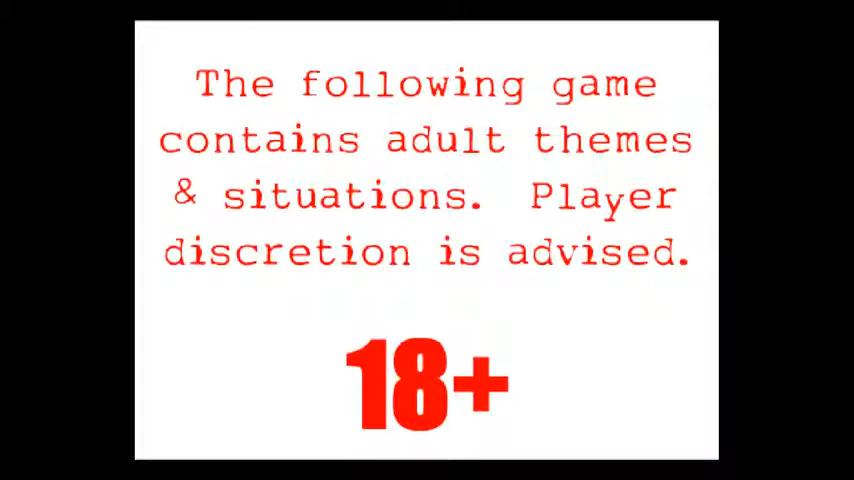 The following game
contains adult themes
& situations.  Player
discretion is advised.
18+